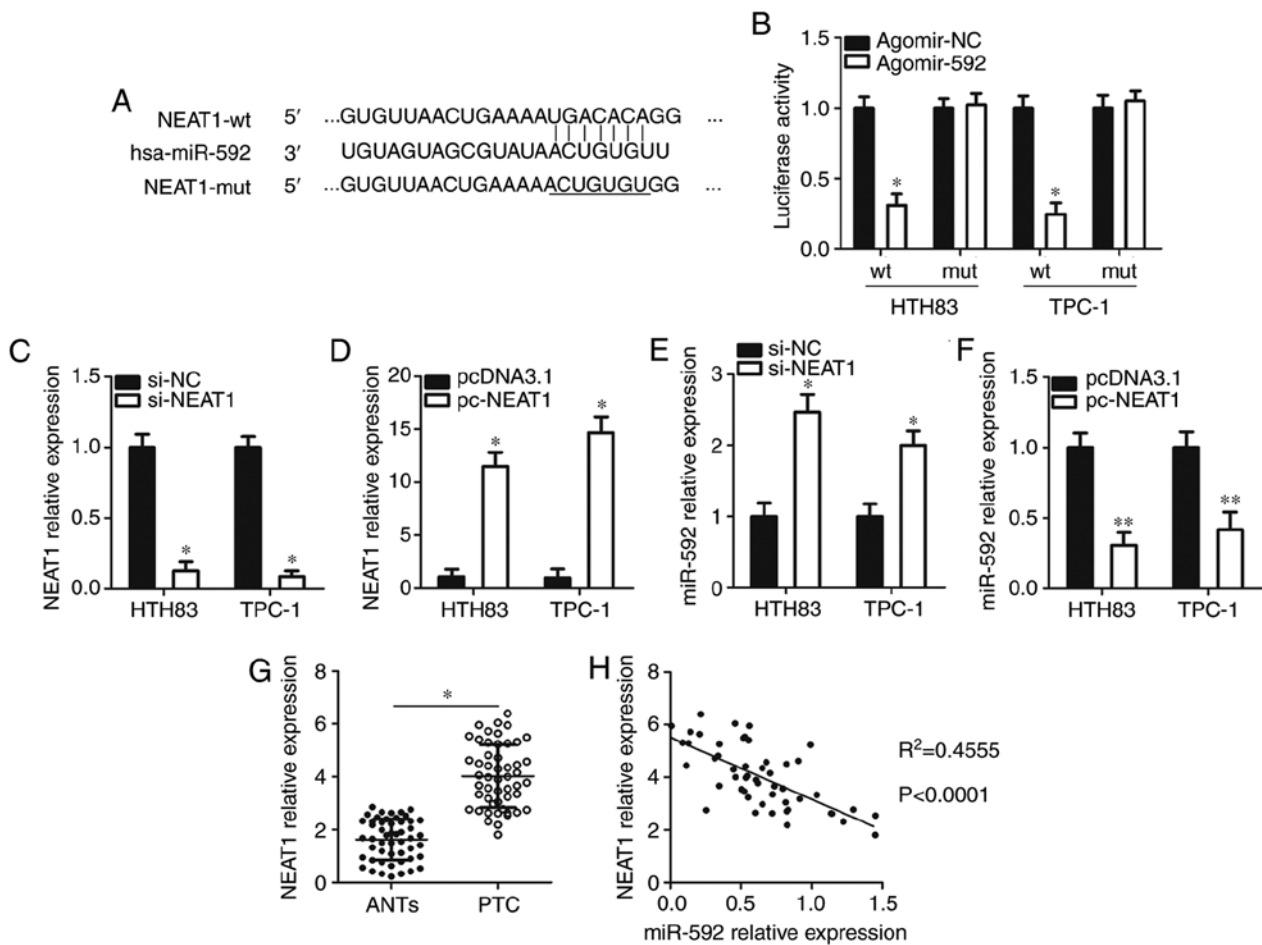 A
NEAT1-wt 5′ ...GUGUUAACUGAAAAUGACACAGG ...
hsa-miR-592 3′ UGUAGUAGCGUAUAACUGUGUU
NEAT1-mut 5′ ...GUGUUAACUGAAAAACUGUGUGG ...
B
Agomir-NC
Agomir-592
Luciferase activity
1.5
1.0
0.5
0.0
* *
wt mut wt mut
HTH83 TPC-1
C
si-NC
si-NEAT1
NEAT1 relative expression
1.5
1.0
0.5
0.0
* *
HTH83 TPC-1
D
pcDNA3.1
pc-NEAT1
NEAT1 relative expression
20
15
10
5
0
* *
HTH83 TPC-1
E
si-NC
si-NEAT1
miR-592 relative expression
3
2
1
0
* *
HTH83 TPC-1
F
pcDNA3.1
pc-NEAT1
miR-592 relative expression
1.5
1.0
0.5
0.0
** **
HTH83 TPC-1
G
NEAT1 relative expression
8
6
4
2
0
*
ANTs PTC
H
NEAT1 relative expression
8
6
4
2
0
0.0 0.5 1.0 1.5
miR-592 relative expression
R²=0.4555
P<0.0001